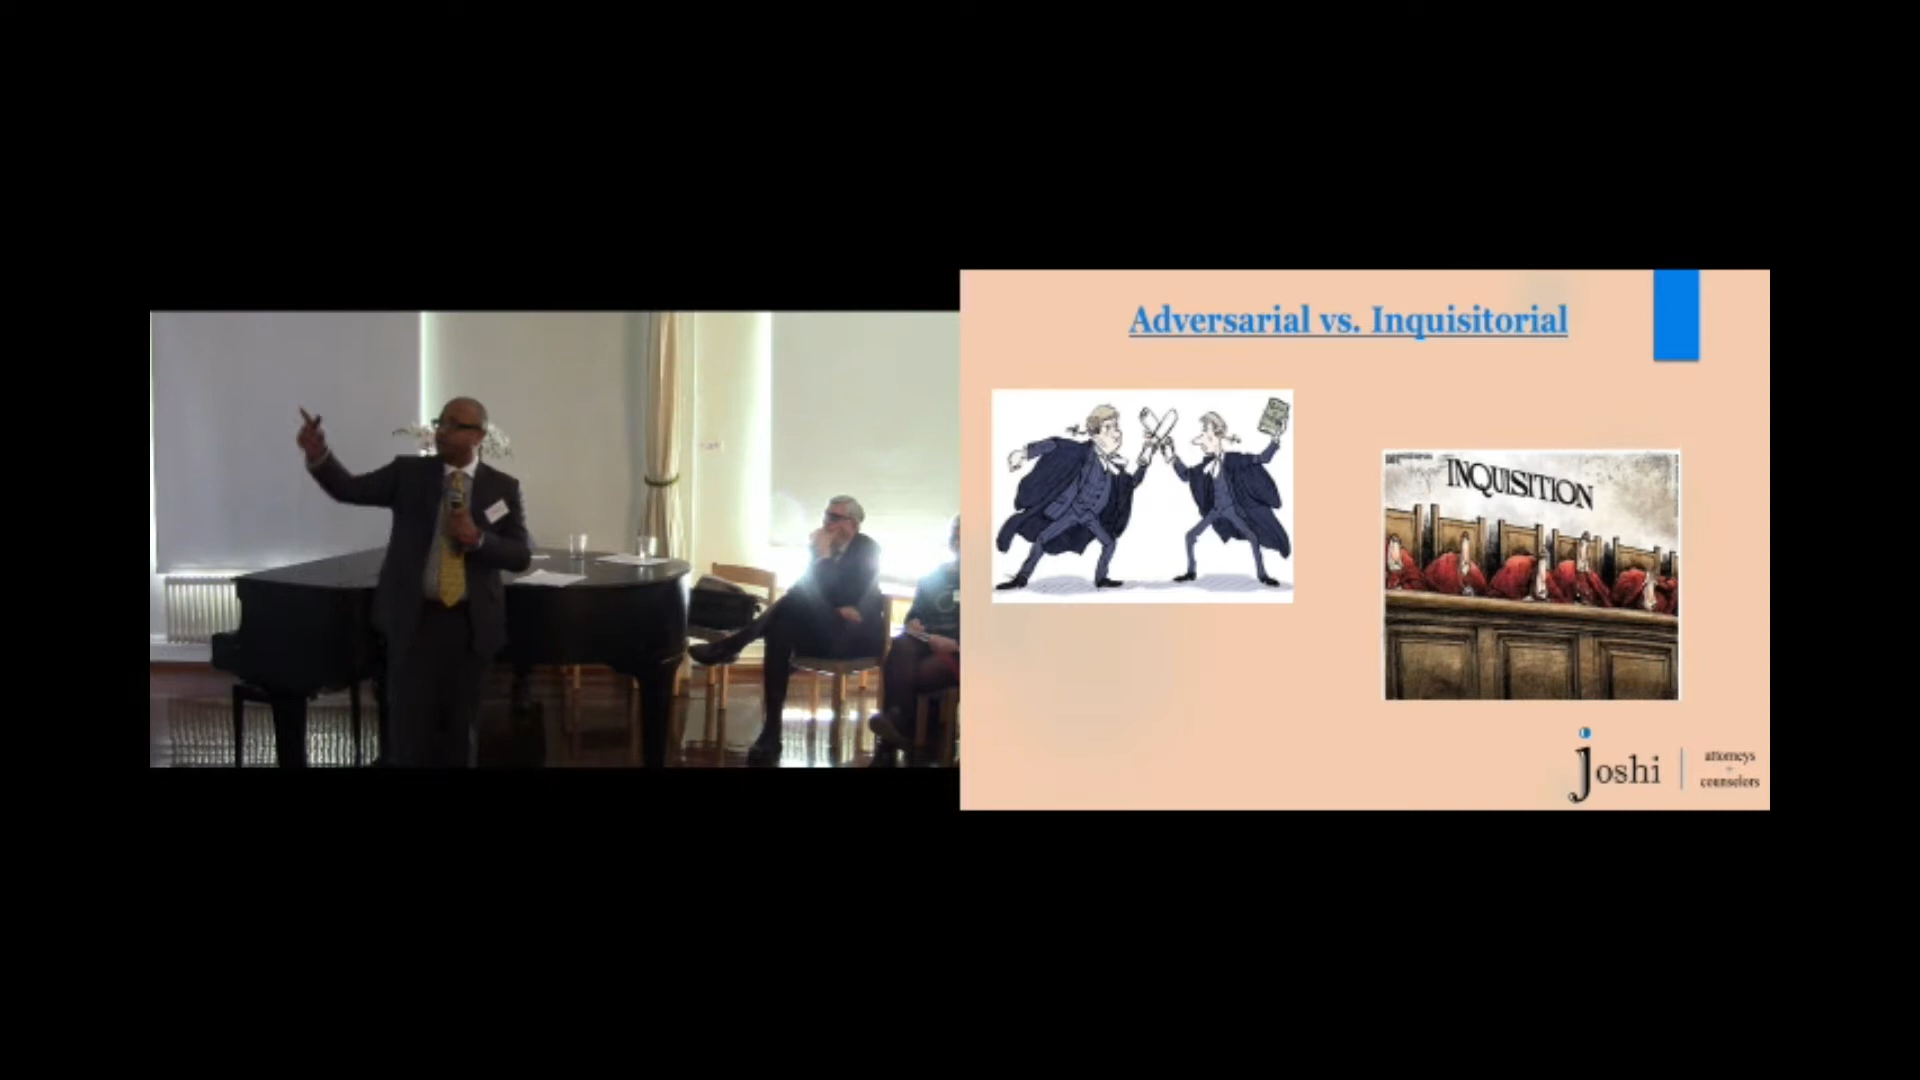 Adversarial vs. Inquisitorial
INQUISITION
joshi
attorneys
+
counselors